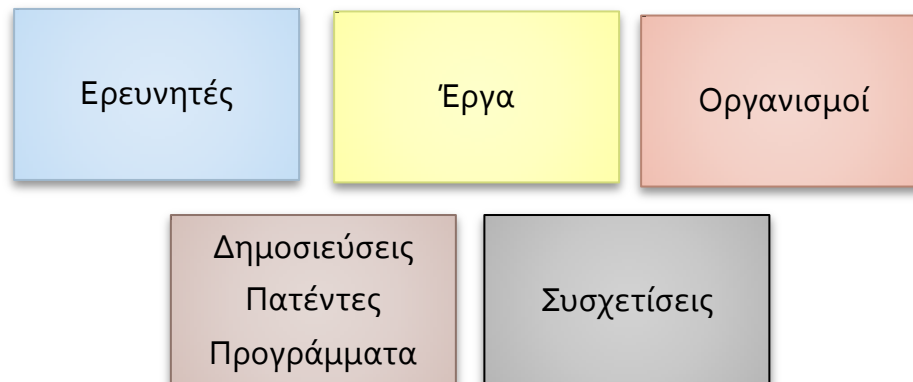 Ερευνητές
Έργα
Οργανισμοί
Δημοσιεύσεις
Πατέντες
Προγράμματα
Συσχετίσεις